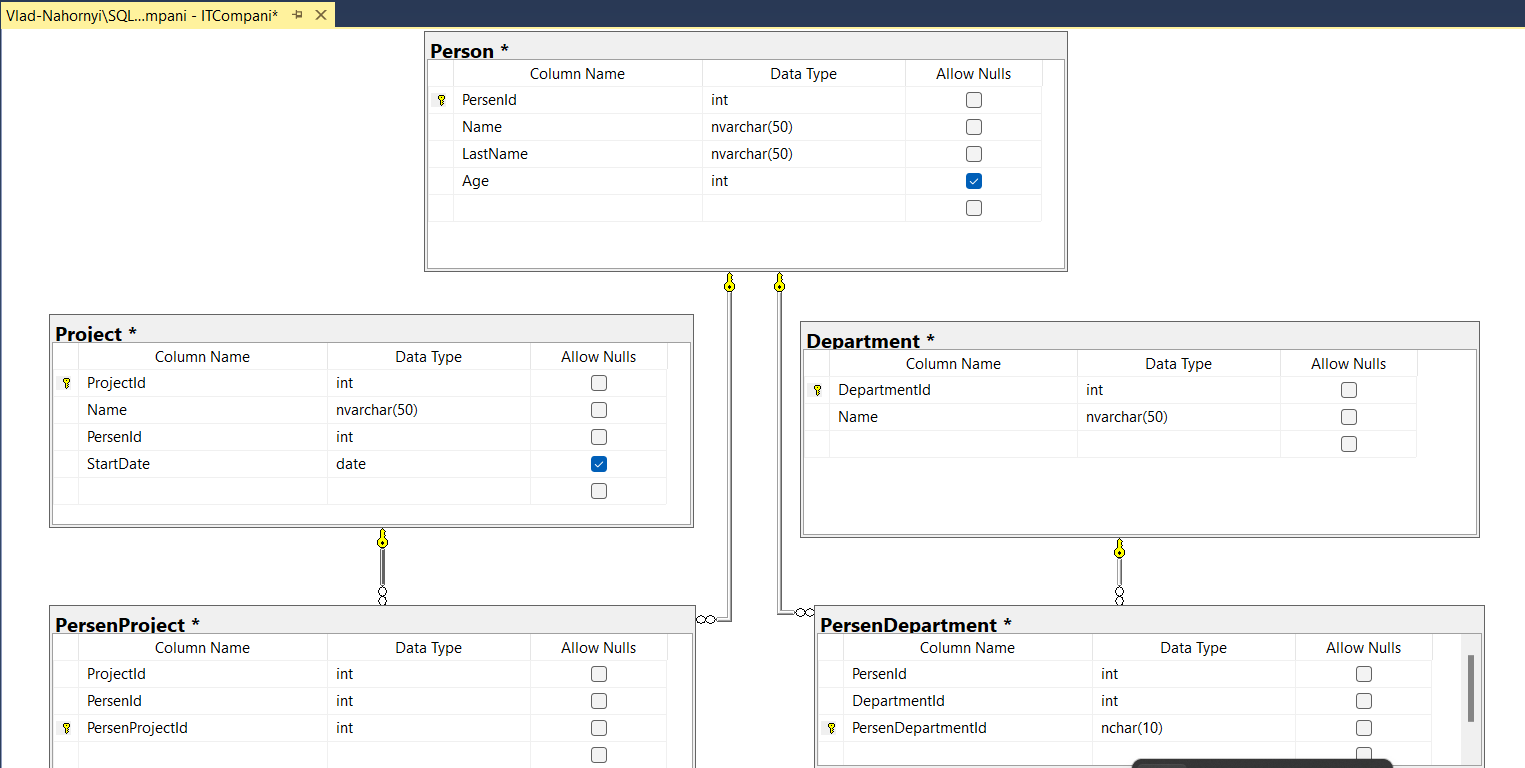 Vlad-Nahornyi\SQL...mpani - ITCompani*
Person *
Column Name Data Type Allow Nulls
PersenId int
Name nvarchar(50)
LastName nvarchar(50)
Age int
Project *
Column Name Data Type Allow Nulls
ProjectId int
Name nvarchar(50)
PersenId int
StartDate date
Department *
Column Name Data Type Allow Nulls
DepartmentId int
Name nvarchar(50)
PersenProject *
Column Name Data Type Allow Nulls
ProjectId int
PersenId int
PersenProjectId int
PersenDepartment *
Column Name Data Type Allow Nulls
PersenId int
DepartmentId int
PersenDepartmentId nchar(10)